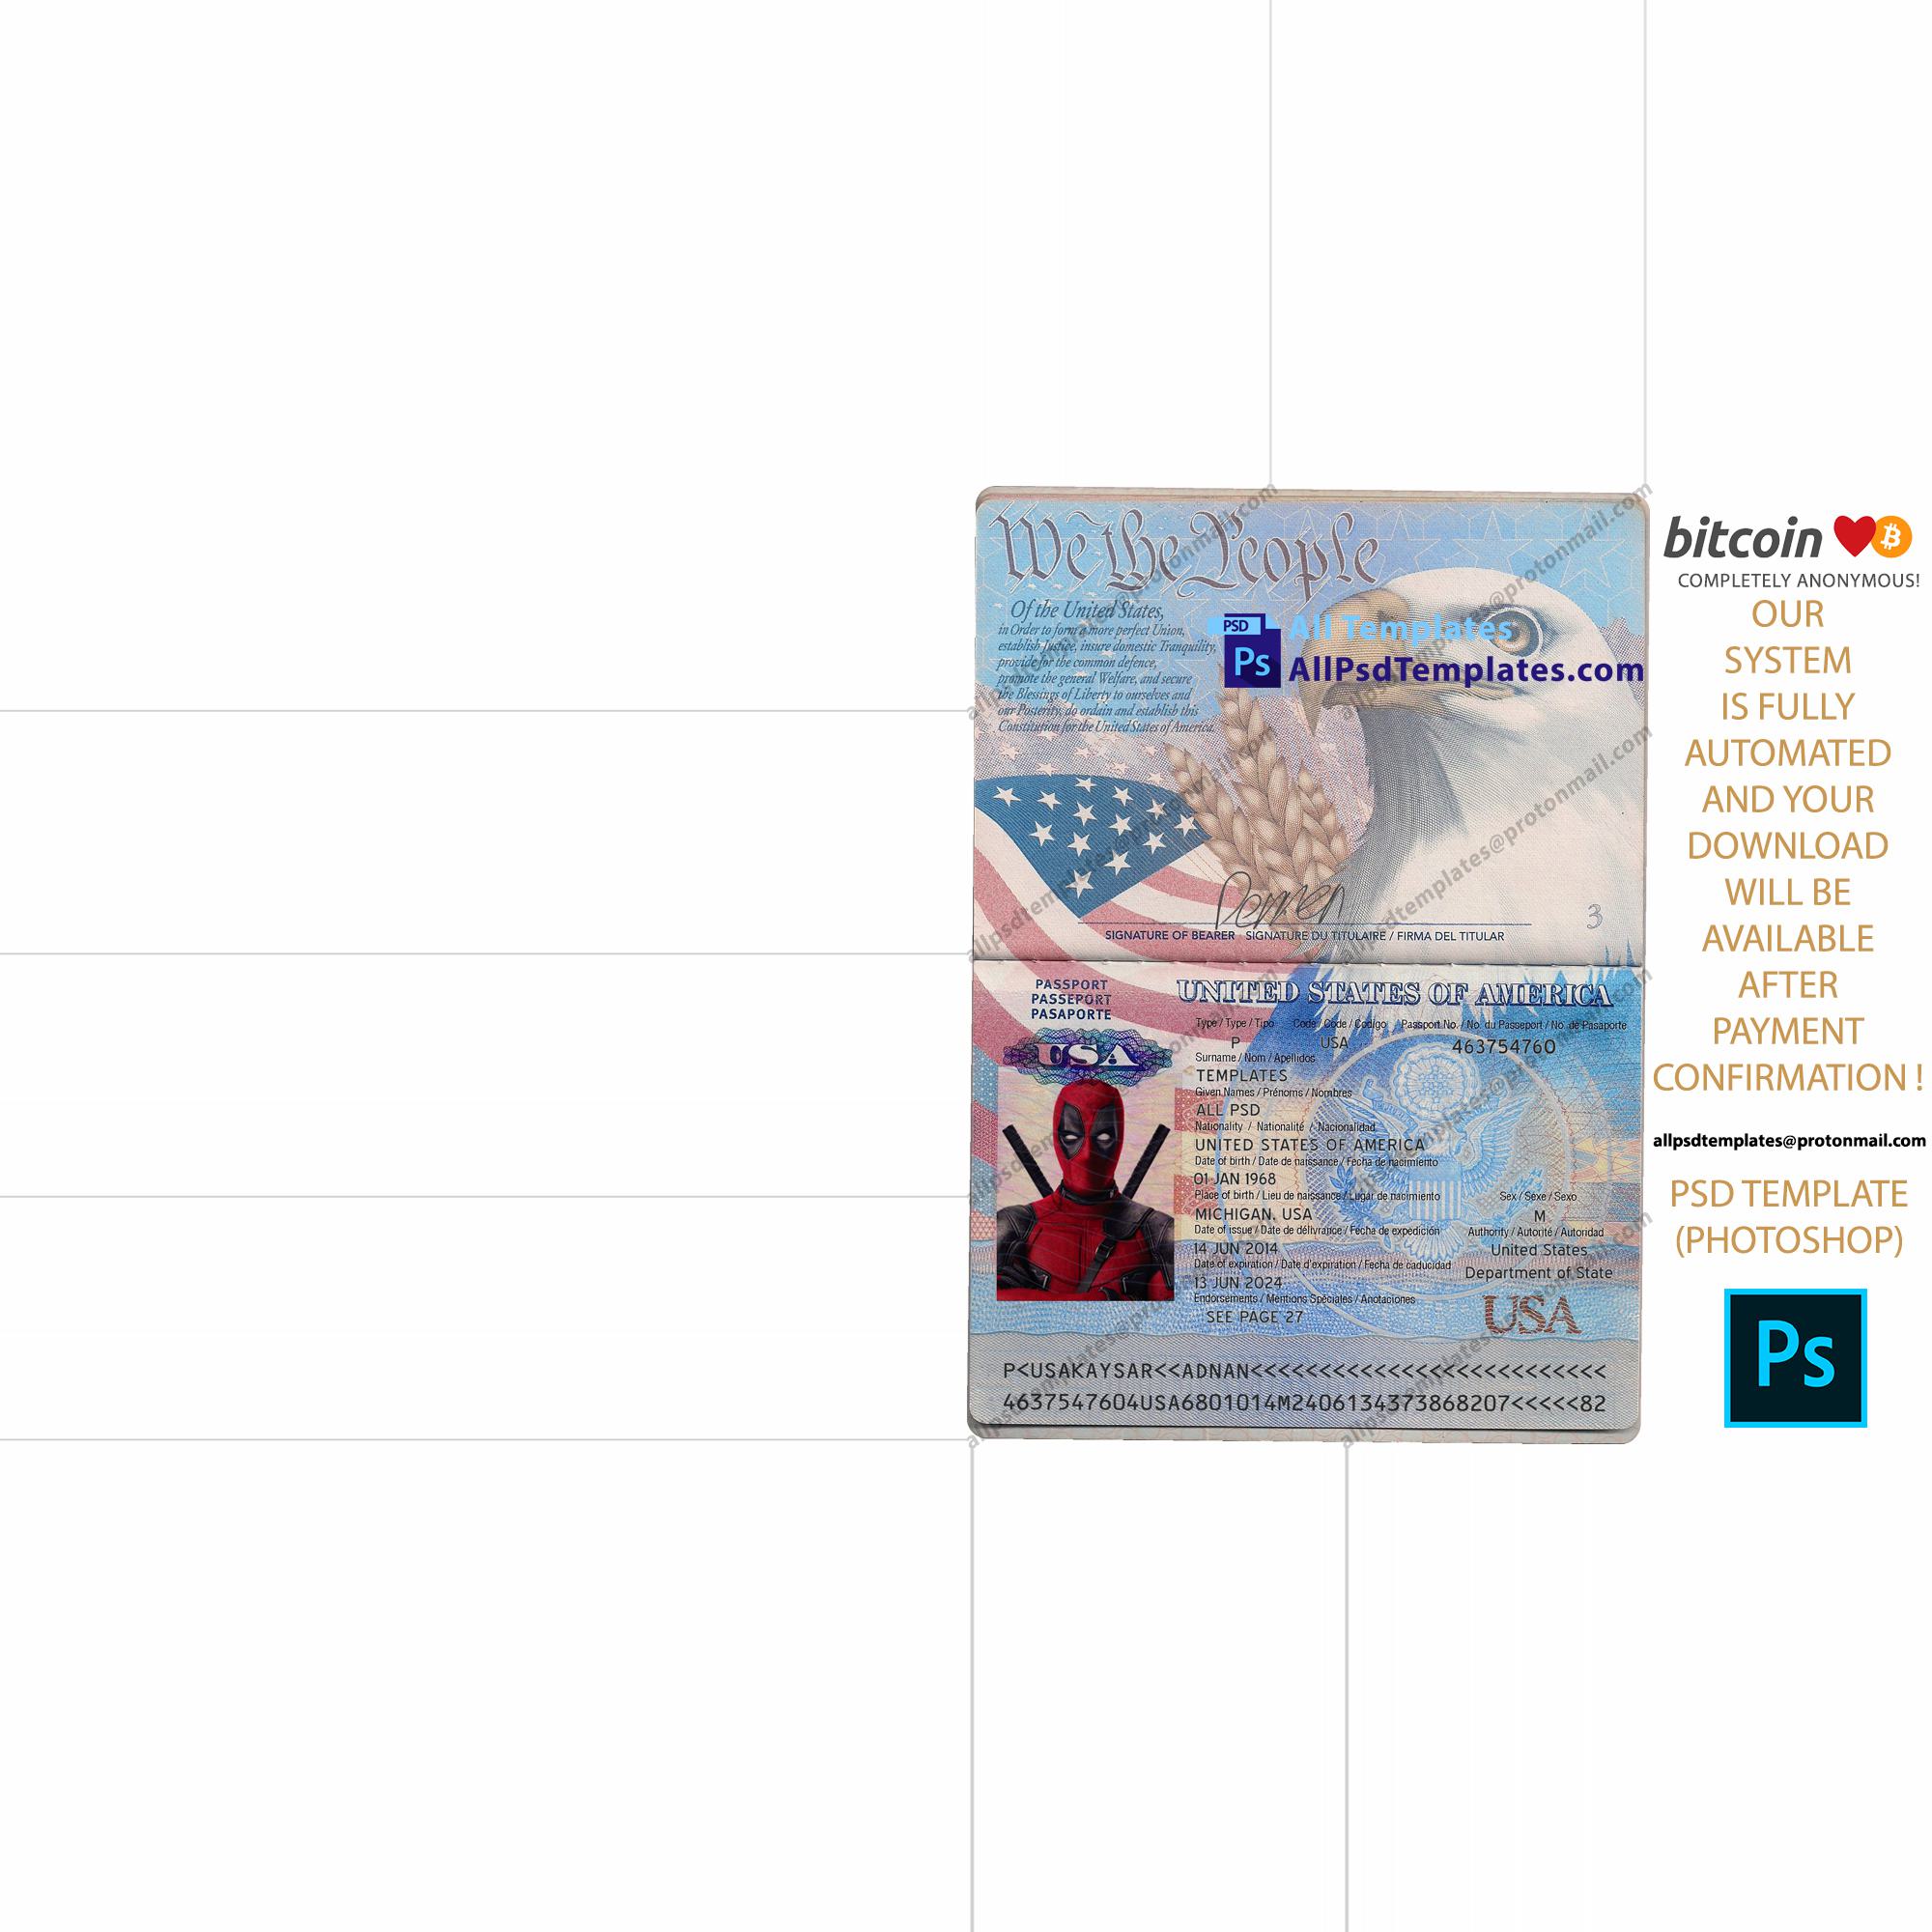 We the People
Of the United States,
in Order to form a more perfect Union,
establish Justice, insure domestic Tranquility,
provide for the common defence,
promote the general Welfare, and secure
the Blessings of Liberty to ourselves and
our Posterity, do ordain and establish this
Constitution for the United States of America.
PSD
Ps
All Templates
AllPsdTemplates.com
SIGNATURE OF BEARER SIGNATURE DU TITULAIRE / FIRMA DEL TITULAR
3
PASSPORT
PASSEPORT
PASAPORTE
USA
UNITED STATES OF AMERICA
Type / Type / Tipo Code / Code / Codigo Passport No. / No. du Passeport / No. de Pasaporte
P USA 463754760
Surname / Nom / Apellidos
TEMPLATES
Given Names / Prénoms / Nombres
ALL PSD
Nationality / Nationalité / Nacionalidad
UNITED STATES OF AMERICA
Date of birth / Date de naissance / Fecha de nacimiento
01 JAN 1968
Place of birth / Lieu de naissance / Lugar de nacimiento Sex / Sexe / Sexo
MICHIGAN, USA M
Date of issue / Date de délivrance / Fecha de expedición Authority / Autorité / Autoridad
14 JUN 2014 United States
Date of expiration / Date d'expiration / Fecha de caducidad Department of State
13 JUN 2024
Endorsements / Mentions Spéciales / Anotaciones
SEE PAGE 27
USA
P<USAKAYSAR<<ADNAN<<<<<<<<<<<<<<<<<<<<<<<<<<
4637547604USA6801014M2406134373868207<<<<<82
allpsdtemplates@protonmail.com
bitcoin
COMPLETELY ANONYMOUS!
OUR
SYSTEM
IS FULLY
AUTOMATED
AND YOUR
DOWNLOAD
WILL BE
AVAILABLE
AFTER
PAYMENT
CONFIRMATION !
allpsdtemplates@protonmail.com
PSD TEMPLATE
(PHOTOSHOP)
Ps